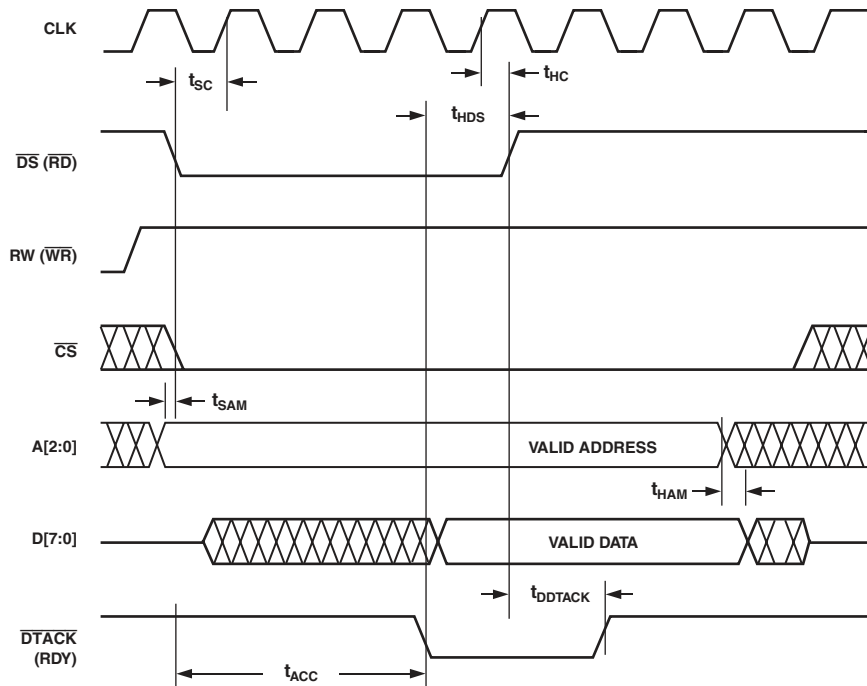 CLK
tSC
tHC
tHDS
DS (RD)
RW (WR)
CS
tSAM
A[2:0]
VALID ADDRESS
tHAM
D[7:0]
VALID DATA
tDDTACK
DTACK
(RDY)
tACC